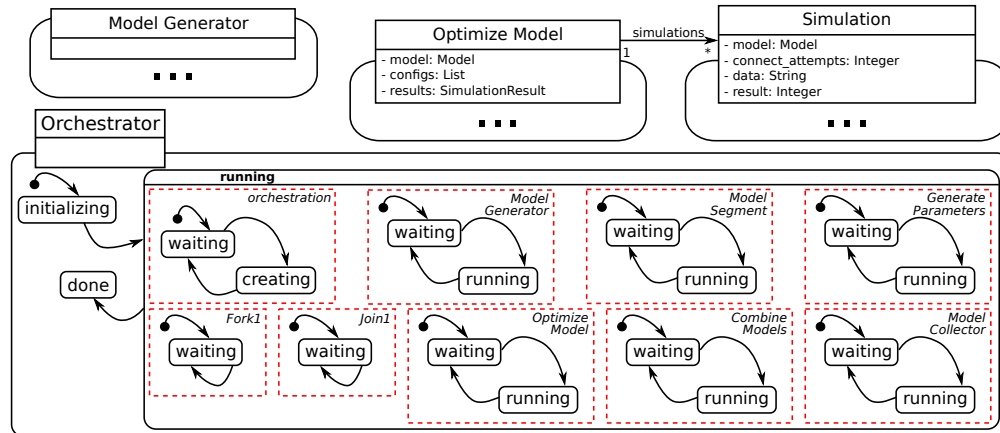 Model Generator
Optimize Model
- model: Model
- configs: List
- results: SimulationResult
simulations
1
*
Simulation
- model: Model
- connect_attempts: Integer
- data: String
- result: Integer
Orchestrator
initializing
done
running
orchestration
waiting
creating
Model
Generator
waiting
running
Model
Segment
waiting
running
Generate
Parameters
waiting
running
Fork1
waiting
Join1
waiting
Optimize
Model
waiting
running
Combine
Models
waiting
running
Model
Collector
waiting
running